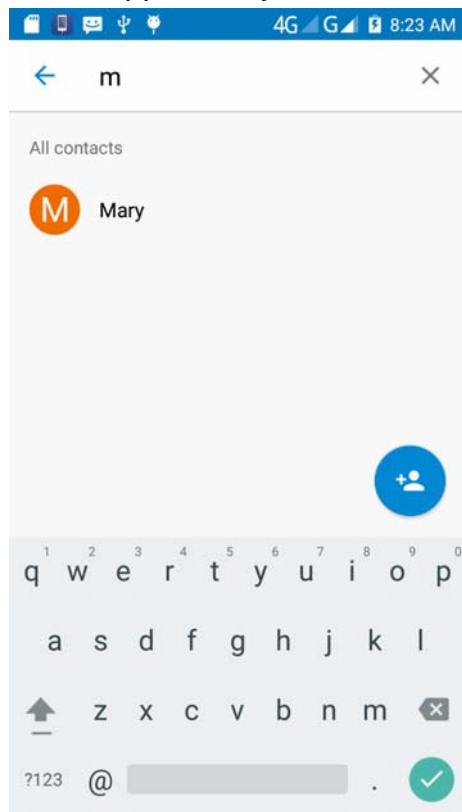 4G G 8:23 AM
m
All contacts
M Mary
1 2 3 4 5 6 7 8 9 0
q w e r t y u i o p
a s d f g h j k l
z x c v b n m
?123 @ .